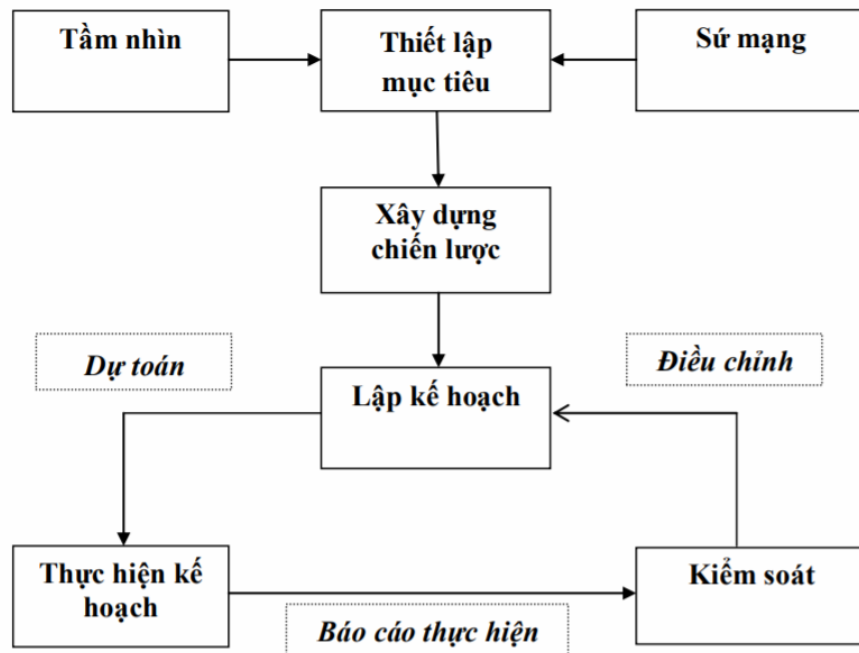 Tầm nhìn
Thiết lập
mục tiêu
Sứ mạng
Xây dựng
chiến lược
Dự toán
Điều chỉnh
Lập kế hoạch
Thực hiện kế
hoạch
Kiểm soát
Báo cáo thực hiện